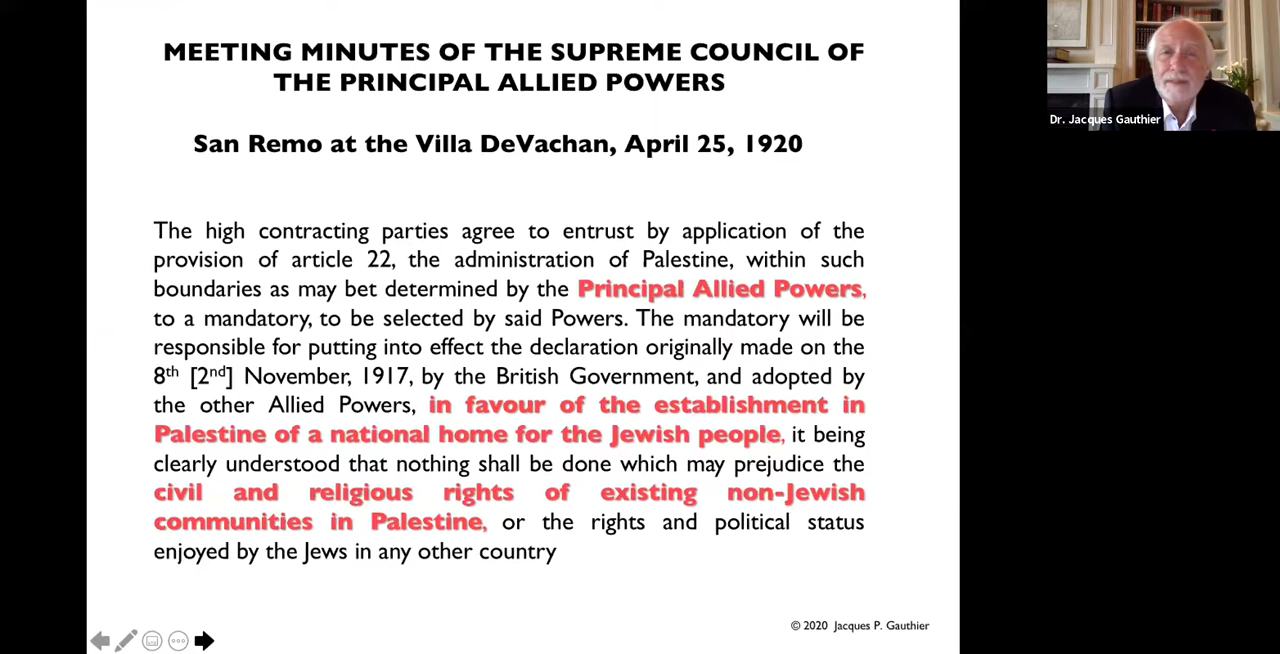 MEETING MINUTES OF THE SUPREME COUNCIL OF
THE PRINCIPAL ALLIED POWERS
San Remo at the Villa DeVachan, April 25, 1920
The high contracting parties agree to entrust by application of the
provision of article 22, the administration of Palestine, within such
boundaries as may bet determined by the Principal Allied Powers,
to a mandatory, to be selected by said Powers. The mandatory will be
responsible for putting into effect the declaration originally made on the
8th [2nd] November, 1917, by the British Government, and adopted by
the other Allied Powers, in favour of the establishment in
Palestine of a national home for the Jewish people, it being
clearly understood that nothing shall be done which may prejudice the
civil and religious rights of existing non-Jewish
communities in Palestine, or the rights and political status
enjoyed by the Jews in any other country
© 2020 Jacques P. Gauthier
Dr. Jacques Gauthier